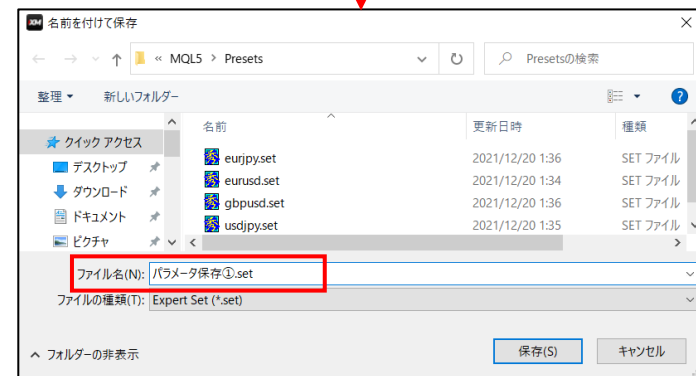 XM 名前を付けて保存
« MQL5 > Presets
Presetsの検索
整理 新しいフォルダー
クイック アクセス
デスクトップ
ダウンロード
ドキュメント
ピクチャ
名前 更新日時 種類
eurjpy.set 2021/12/20 1:36 SET ファイル
eurusd.set 2021/12/20 1:34 SET ファイル
gbpusd.set 2021/12/20 1:36 SET ファイル
usdjpy.set 2021/12/20 1:35 SET ファイル
ファイル名(N): パラメータ保存①.set
ファイルの種類(T): Expert Set (*.set)
フォルダーの非表示
保存(S) キャンセル